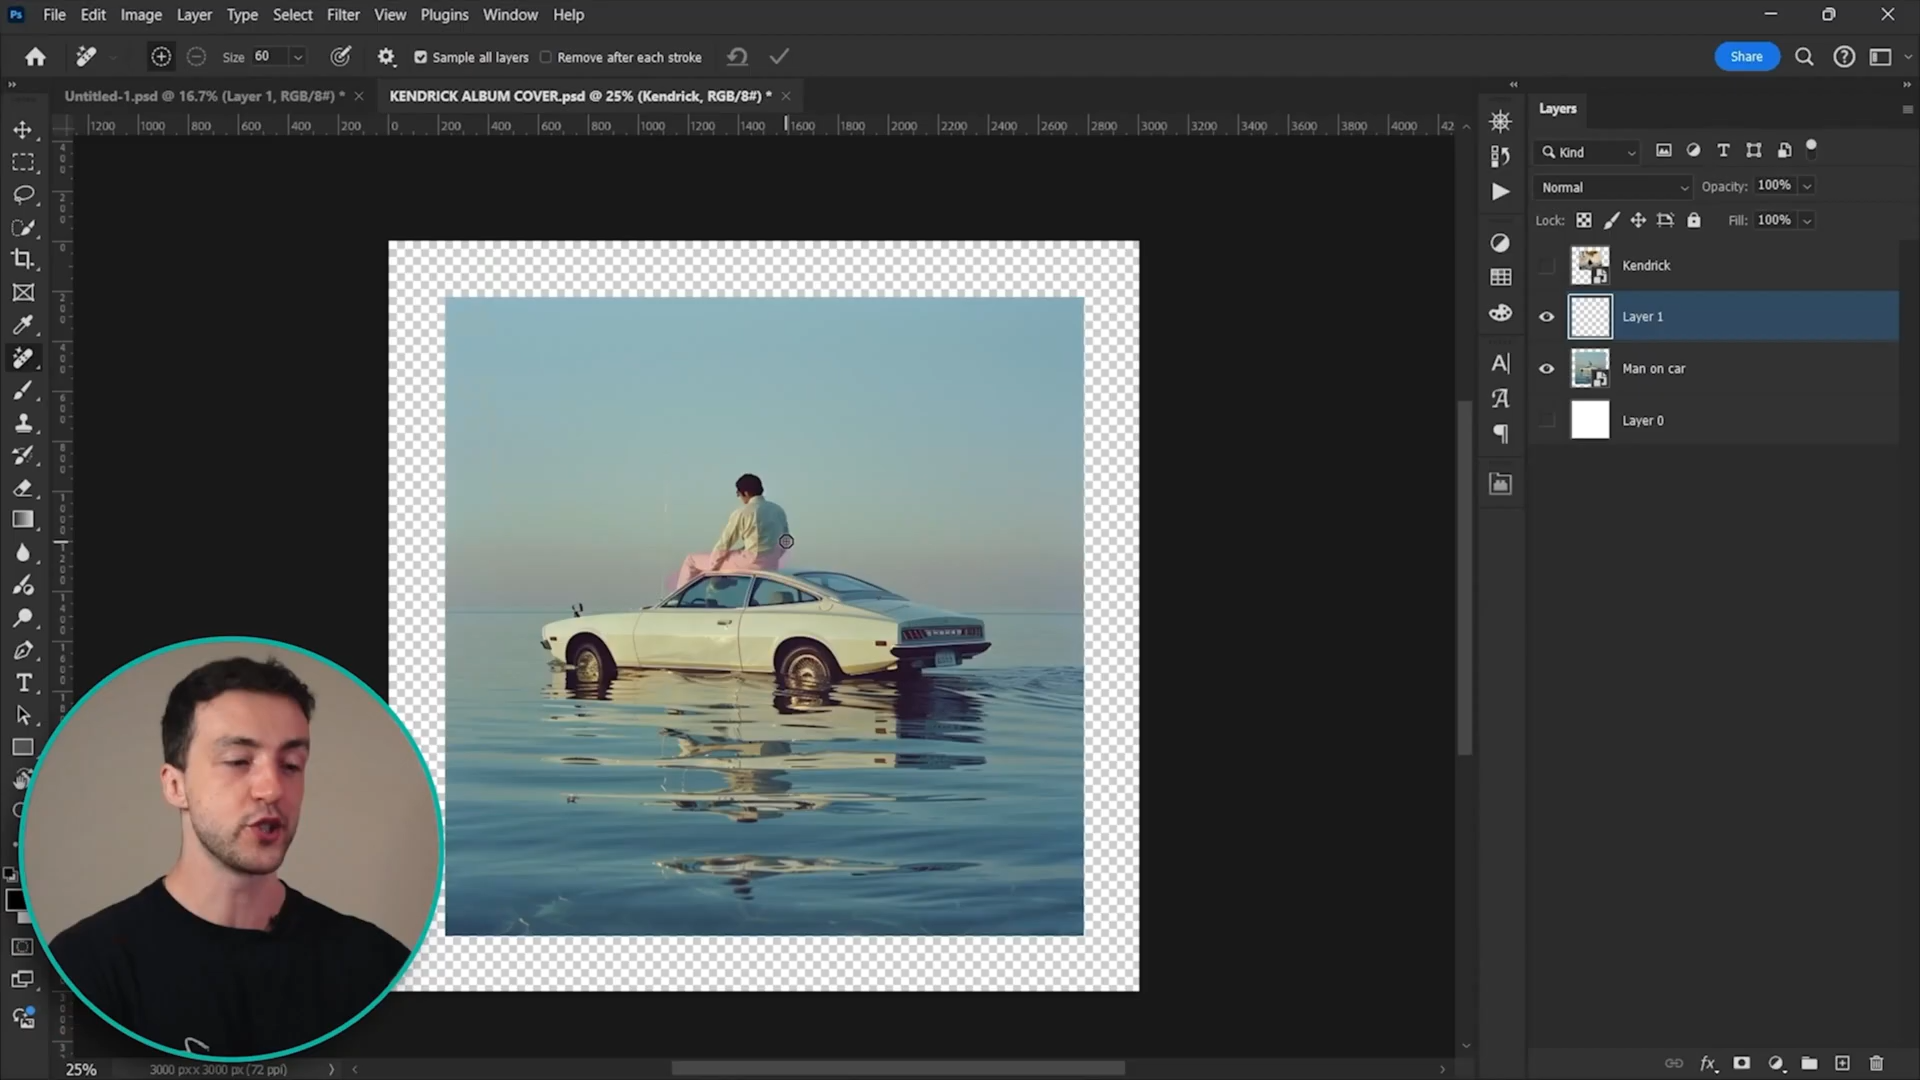 Ps File Edit Image Layer Type Select Filter View Plugins Window Help
Size 60 Sample all layers Remove after each stroke Share
Untitled-1.psd @ 16.7% (Layer 1, RGB/8#) * KENDRICK ALBUM COVER.psd @ 25% (Kendrick, RGB/8#) *
1200 1000 800 600 400 200 0 200 400 600 800 1000 1200 1400 1600 1800 2000 2200 2400 2600 2800 3000 3200 3400 3600 3800 4000 42
Layers
Kind
Normal Opacity: 100%
Lock: Fill: 100%
Kendrick
Layer 1
Man on car
Layer 0
25% 3000 px x 3000 px (72 ppi)